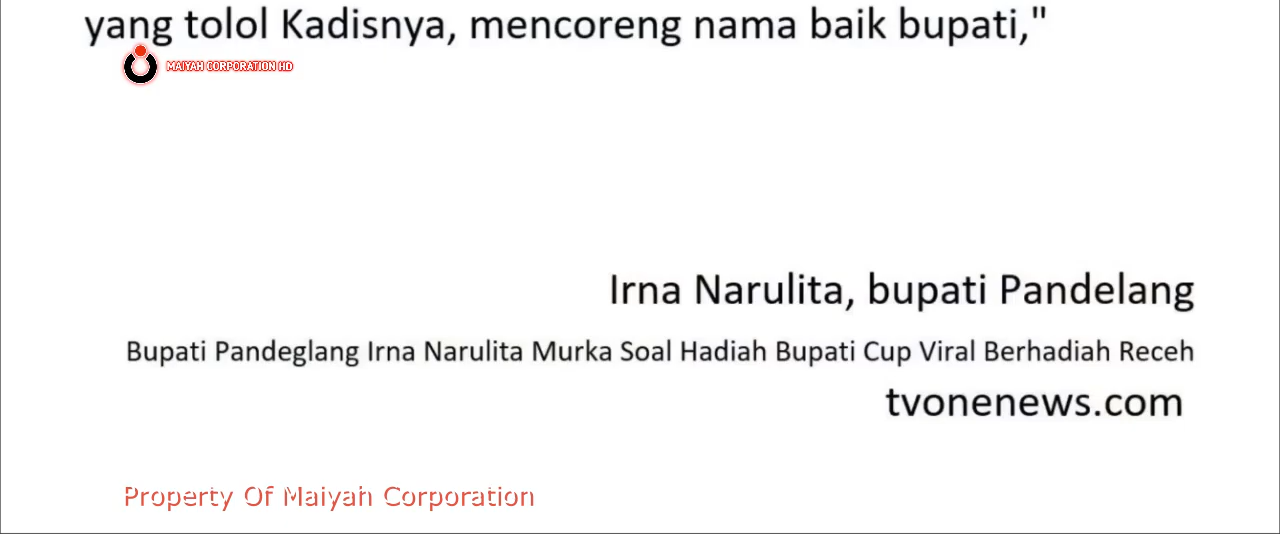 yang tolol Kadisnya, mencoreng nama baik bupati,"
MAIYAH CORPORATION HD
Irna Narulita, bupati Pandelang
Bupati Pandeglang Irna Narulita Murka Soal Hadiah Bupati Cup Viral Berhadiah Receh
tvonenews.com
Property Of Maiyah Corporation